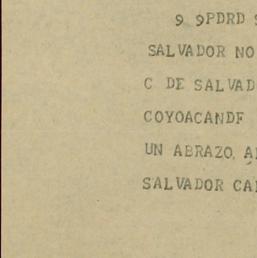 9 9PDRD
SALVADOR NO
C DE SALVAD
COYOACANDF
UN ABRAZO, A
SALVADOR CA